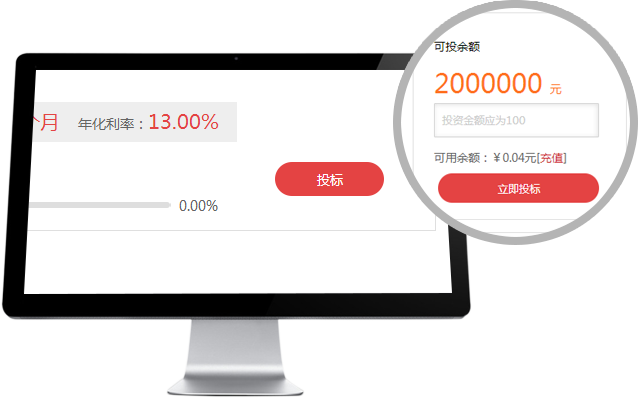 个月 年化利率：13.00%
投标
0.00%
可投余额
2000000 元
投资金额应为100
可用余额：￥0.04元[充值]
立即投标